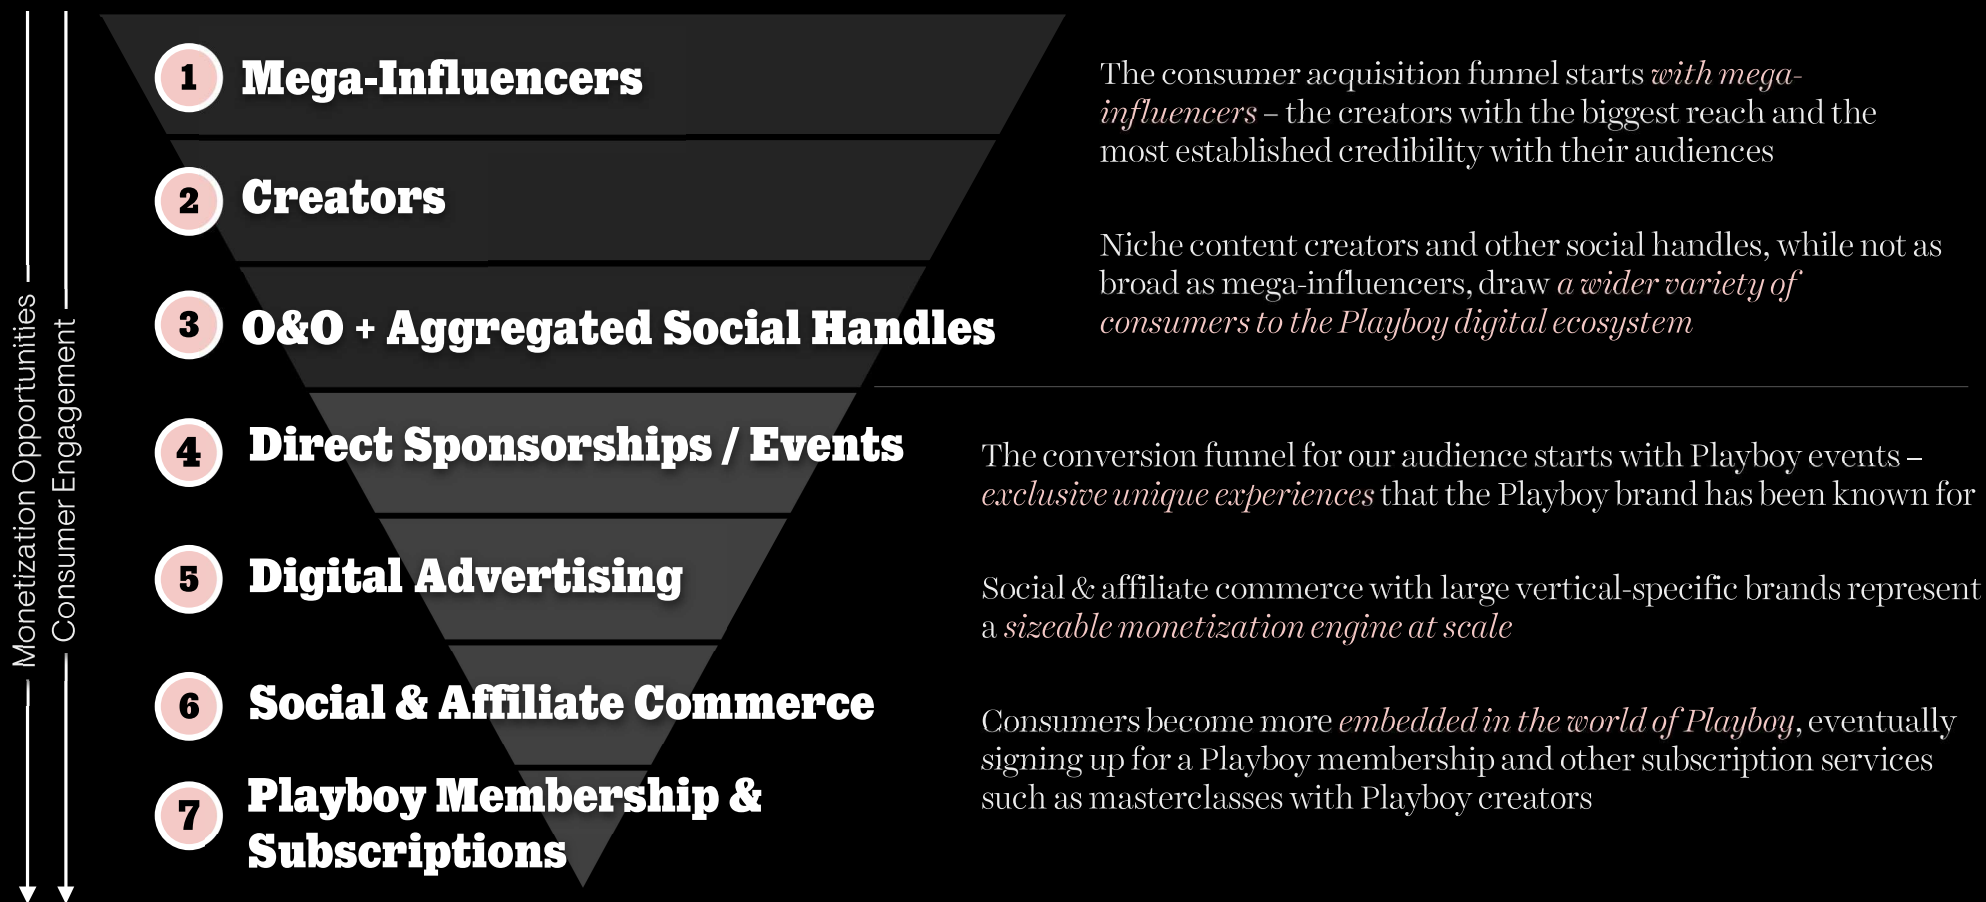 Monetization Opportunities
Consumer Engagement
1 Mega-Influencers
2 Creators
3 O&O + Aggregated Social Handles
4 Direct Sponsorships / Events
5 Digital Advertising
6 Social & Affiliate Commerce
7 Playboy Membership &
Subscriptions
The consumer acquisition funnel starts with mega-
influencers – the creators with the biggest reach and the
most established credibility with their audiences
Niche content creators and other social handles, while not as
broad as mega-influencers, draw a wider variety of
consumers to the Playboy digital ecosystem
The conversion funnel for our audience starts with Playboy events –
exclusive unique experiences that the Playboy brand has been known for
Social & affiliate commerce with large vertical-specific brands represent
a sizeable monetization engine at scale
Consumers become more embedded in the world of Playboy, eventually
signing up for a Playboy membership and other subscription services
such as masterclasses with Playboy creators